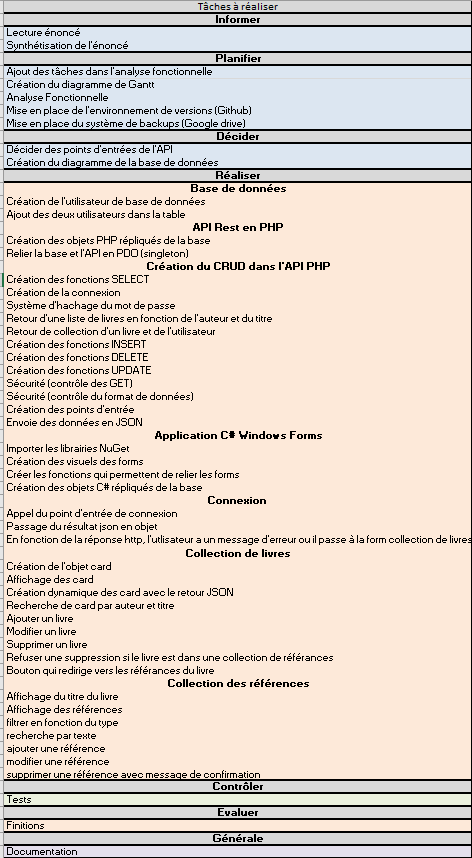 Tâches à réaliser
Informer
Lecture énoncé
Synthétisation de l'énoncé
Planifier
Ajout des tâches dans l'analyse fonctionnelle
Création du diagramme de Gantt
Analyse Fonctionnelle
Mise en place de l'environnement de versions (Github)
Mise en place du système de backups (Google drive)
Décider
Décider des points d'entrées de l'API
Création du diagramme de la base de données
Réaliser
Base de données
Création de l'utilisateur de base de données
Ajout des deux utilisateurs dans la table
API Rest en PHP
Création des objets PHP répliqués de la base
Relier la base et l'API en PDO (singleton)
Création du CRUD dans l'API PHP
Création des fonctions SELECT
Création de la connexion
Système d'hachage du mot de passe
Retour d'une liste de livres en fonction de l'auteur et du titre
Retour de collection d'un livre et de l'utilisateur
Création des fonctions INSERT
Création des fonctions DELETE
Création des fonctions UPDATE
Sécurité (contrôle des GET)
Sécurité (contrôle du format de données)
Création des points d'entrée
Envoie des données en JSON
Application C# Windows Forms
Importer les librairies NuGet
Création des visuels des forms
Créer les fonctions qui permettent de relier les forms
Création des objets C# répliqués de la base
Connexion
Appel du point d'entrée de connexion
Passage du résultat json en objet
En fonction de la réponse http, l'utlisateur a un message d'erreur ou il passe à la form collection de livres
Collection de livres
Création de l'objet card
Affichage des card
Création dynamique des card avec le retour JSON
Recherche de card par auteur et titre
Ajouter un livre
Modifier un livre
Supprimer un livre
Refuser une suppression si le livre est dans une collection de référances
Bouton qui redirige vers les référances du livre
Collection des références
Affichage du titre du livre
Affichage des références
filtrer en fonction du type
recherche par texte
ajouter une référence
modifier une référence
supprimer une référence avec message de confirmation
Contrôler
Tests
Evaluer
Finitions
Générale
Documentation